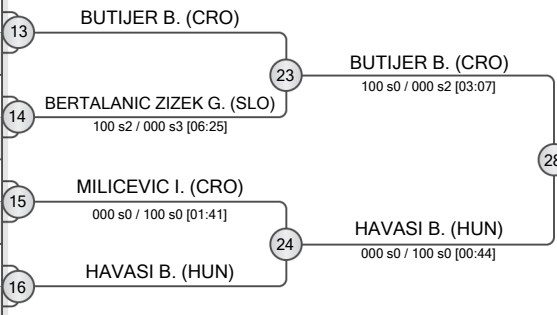 13
BUTIJER B. (CRO)
23
BUTIJER B. (CRO)
100 s0 / 000 s2 [03:07]
14
BERTALANIC ZIZEK G. (SLO)
100 s2 / 000 s3 [06:25]
28
15
MILICEVIC I. (CRO)
000 s0 / 100 s0 [01:41]
24
HAVASI B. (HUN)
000 s0 / 100 s0 [00:44]
16
HAVASI B. (HUN)